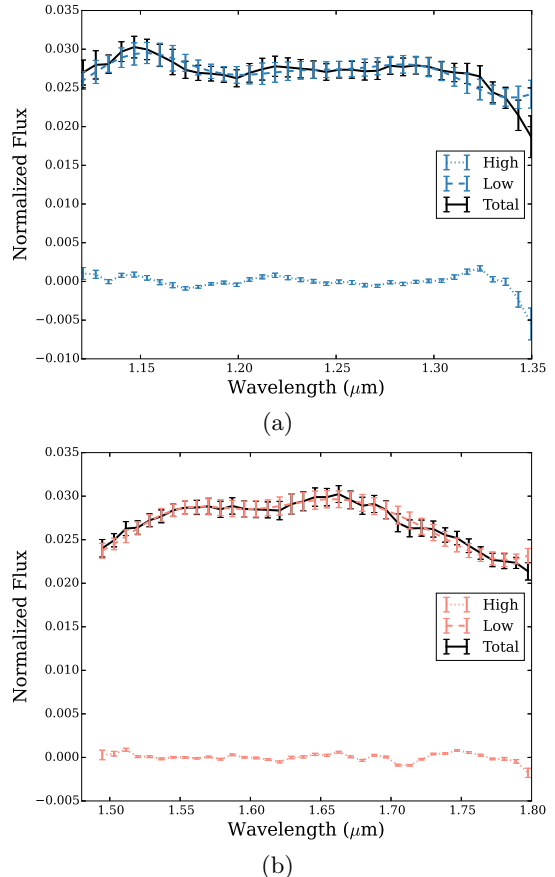 0.035
0.030
0.025
0.020
0.015
0.010
0.005
0.000
−0.005
−0.010
Normalized Flux
High
Low
Total
1.15 1.20 1.25 1.30 1.35
Wavelength (μm)
(a)
0.035
0.030
0.025
0.020
0.015
0.010
0.005
0.000
−0.005
Normalized Flux
High
Low
Total
1.50 1.55 1.60 1.65 1.70 1.75 1.80
Wavelength (μm)
(b)